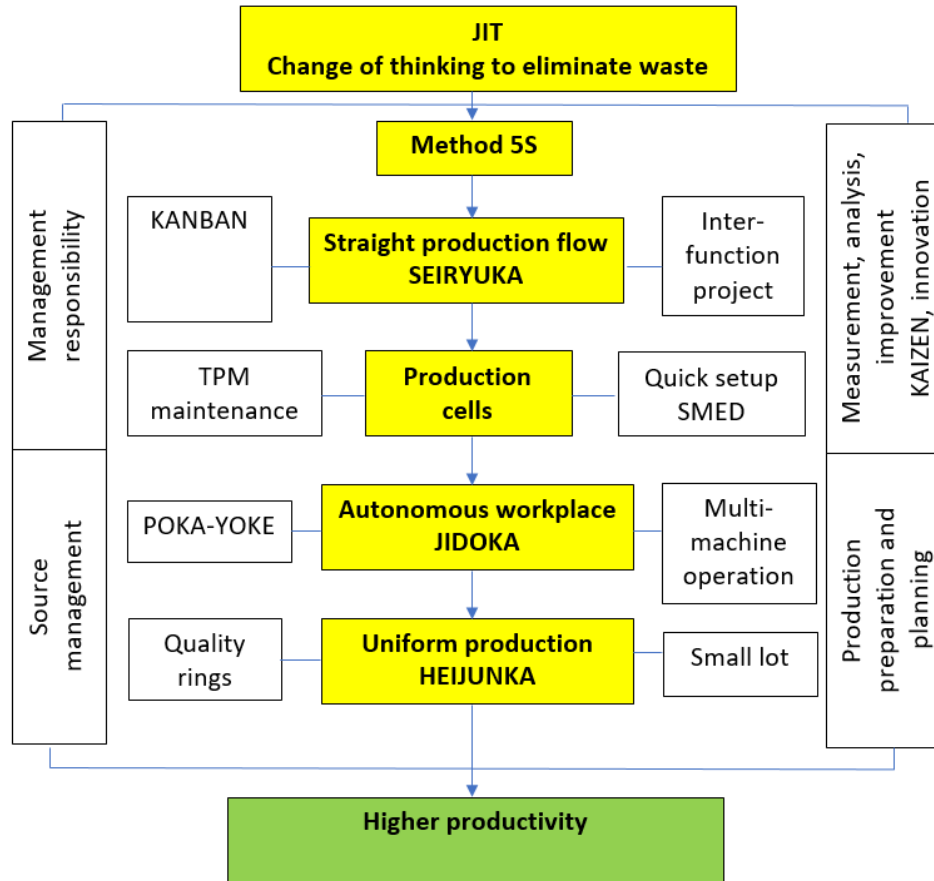 JIT
Change of thinking to eliminate waste
Management
responsibility
Source
management
Method 5S
KANBAN
Straight production flow
SEIRYUKA
Inter-
function
project
TPM
maintenance
Production
cells
Quick setup
SMED
POKA-YOKE
Autonomous workplace
JIDOKA
Multi-
machine
operation
Quality
rings
Uniform production
HEIJUNKA
Small lot
Measurement, analysis,
improvement
KAIZEN, innovation
Production
preparation and
planning
Higher productivity